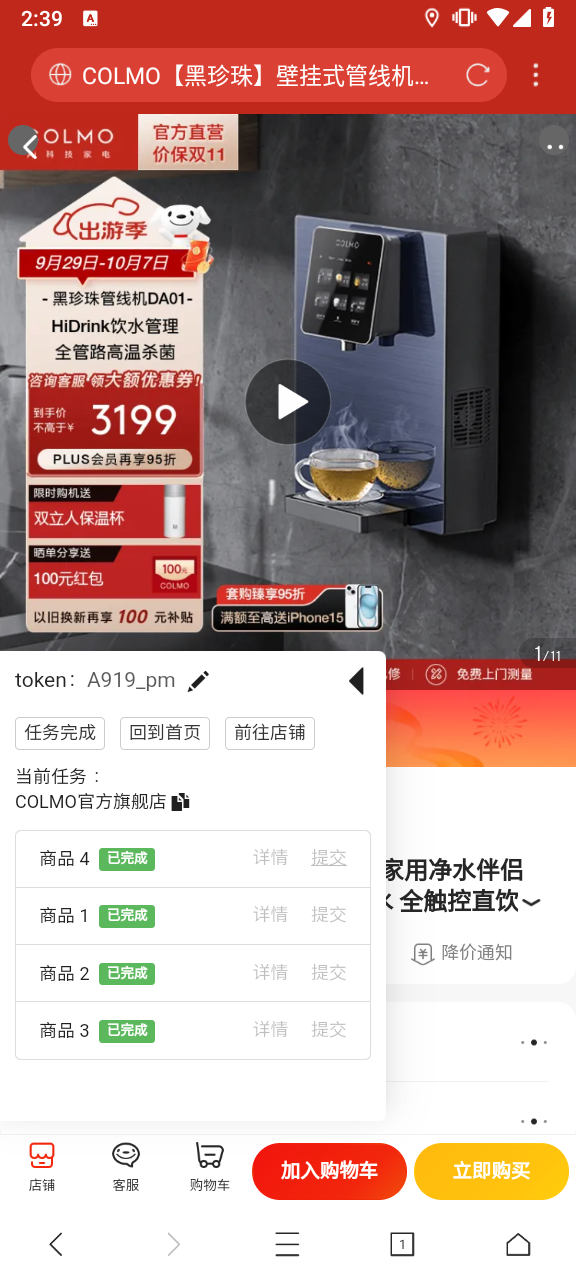 2:39
A
COLMO【黑珍珠】壁挂式管线机...
COLMO
科技家电
官方直营
价保双11
出游季
9月29日-10月7日
- 黑珍珠管线机DA01-
HiDrink饮水管理
全管路高温杀菌
咨询客服 领大额优惠券!
到手价
不高于¥
3199
PLUS会员再享95折
限时购机送
双立人保温杯
晒单分享送
100元红包
100元
COLMO
以旧换新再享 100 元补贴
COLMO
套购臻享95折
满额至高送iPhone15
1/11
修
免费上门测量
token： A919_pm
任务完成
回到首页
前往店铺
当前任务：
COLMO官方旗舰店
商品 4 已完成 详情 提交
商品 1 已完成 详情 提交
商品 2 已完成 详情 提交
商品 3 已完成 详情 提交
家用净水伴侣
全触控直饮
降价通知
店铺
客服
购物车
加入购物车
立即购买
1